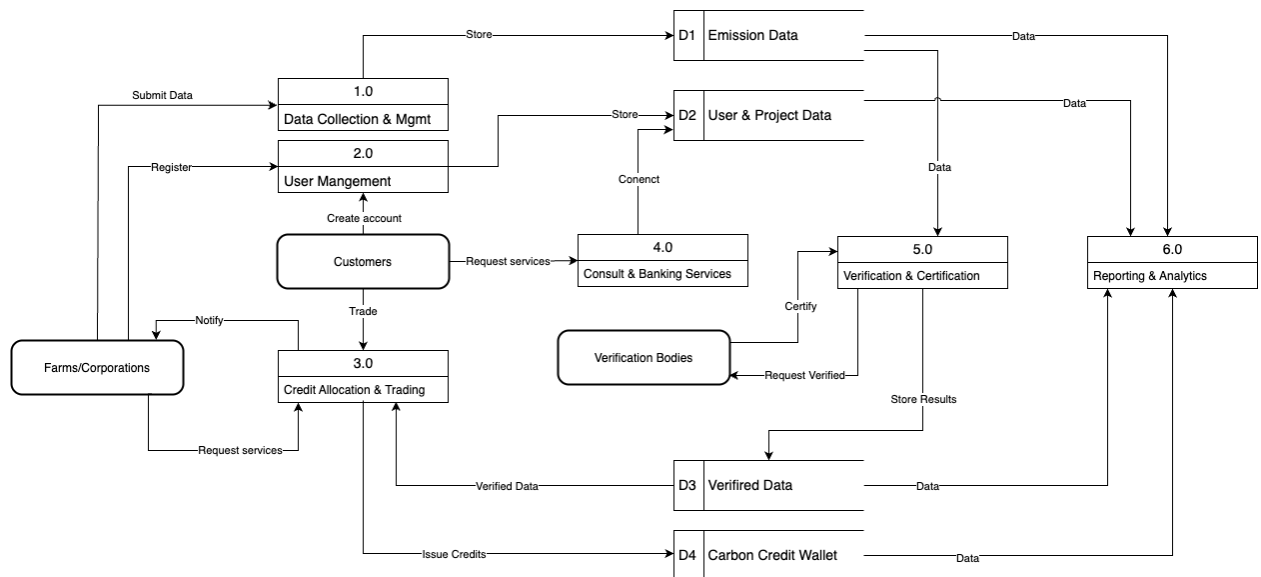 Store
D1
Emission Data
Data
Submit Data
1.0
Data Collection & Mgmt
Store
D2
User & Project Data
Data
Register
2.0
User Mangement
Data
Conenct
Create account
Customers
Request services
4.0
Consult & Banking Services
5.0
Verification & Certification
6.0
Reporting & Analytics
Trade
Certify
Notify
Farms/Corporations
3.0
Credit Allocation & Trading
Verification Bodies
Request Verified
Store Results
Request services
Verified Data
D3
Verifired Data
Data
Issue Credits
D4
Carbon Credit Wallet
Data